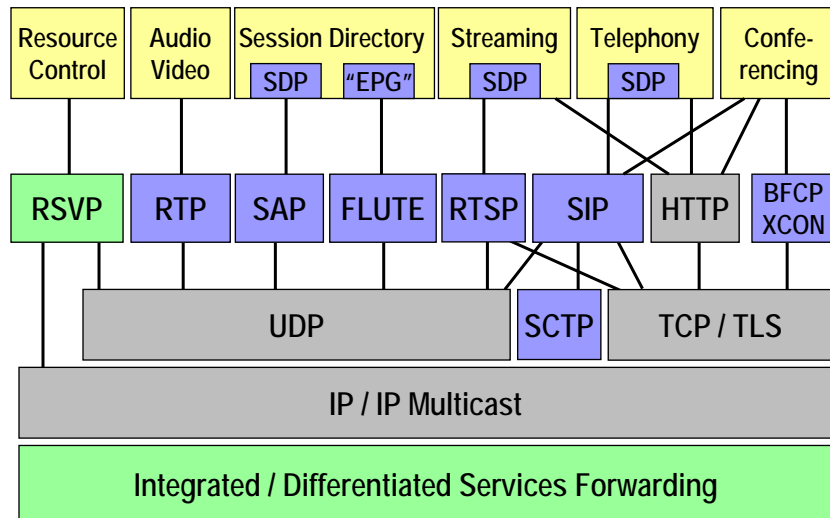 Resource
Control
Audio
Video
Session Directory
SDP
“EPG”
Streaming
SDP
Telephony
SDP
Confe-
rencing
RSVP
RTP
SAP
FLUTE
RTSP
SIP
HTTP
BFCP
XCON
UDP
SCTP
TCP / TLS
IP / IP Multicast
Integrated / Differentiated Services Forwarding